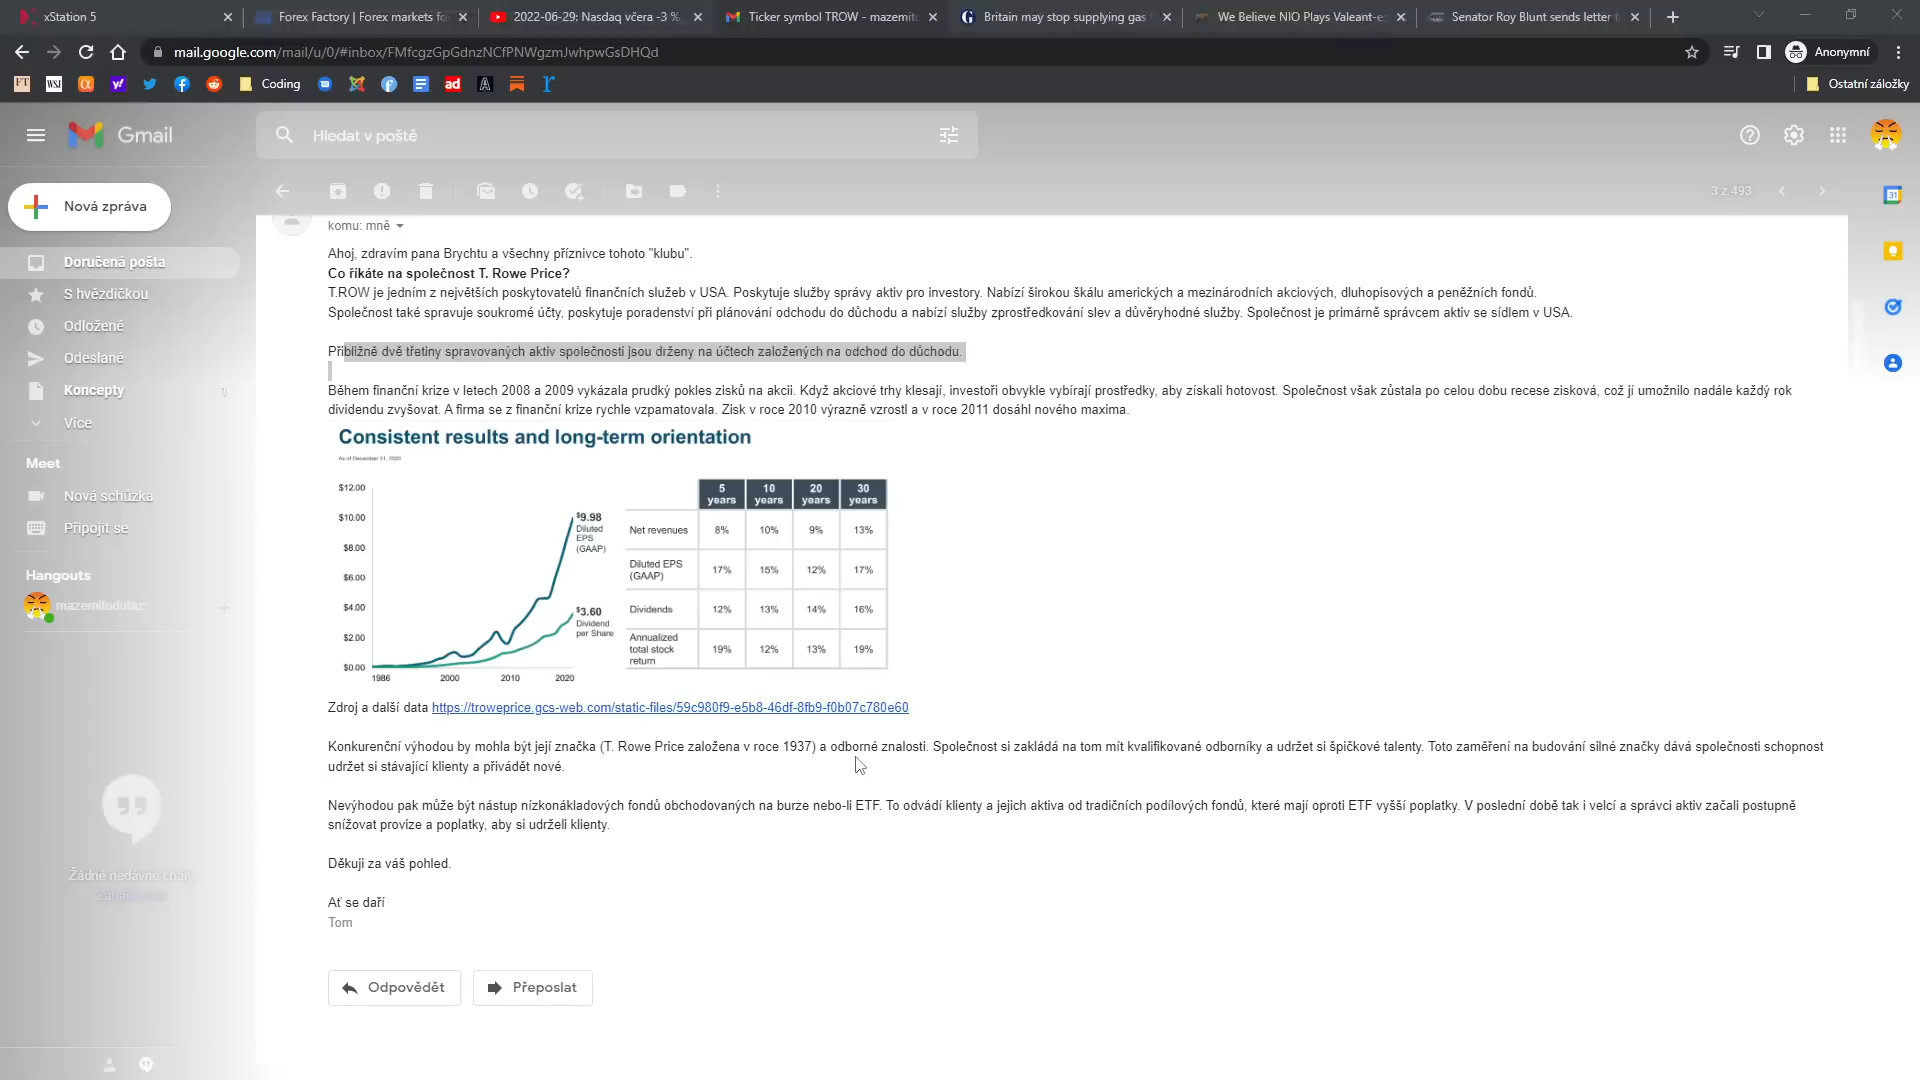 xStation 5
Forex Factory | Forex markets fo
2022-06-29: Nasdaq včera -3 %,
Ticker symbol TROW - mazemito
Britain may stop supplying gas
We Believe NIO Plays Valeant-e
Senator Roy Blunt sends letter t
mail.google.com/mail/u/0/#inbox/FMfcgzGpGdnzNCfPNWgzmJwhpwGsDHQd
Anonymní
FT
WSJ
Coding
ad
Ostatní záložky
Gmail
Hledat v poště
Nová zpráva
3 z 493
Doručená pošta
S hvězdičkou
Odložené
Odeslané
Koncepty
1
Více
Meet
Nová schůzka
Připojit se
Hangouts
mazemitodotaz
Žádné nedávné chaty
31
komu: mně
Ahoj, zdravím pana Brychtu a všechny příznivce tohoto "klubu".
Co říkáte na společnost T. Rowe Price?
T.ROW je jedním z největších poskytovatelů finančních služeb v USA. Poskytuje služby správy aktiv pro investory. Nabízí širokou škálu amerických a mezinárodních akciových, dluhopisových a peněžních fondů.
Společnost také spravuje soukromé účty, poskytuje poradenství při plánování odchodu do důchodu a nabízí služby zprostředkování slev a důvěryhodné služby. Společnost je primárně správcem aktiv se sídlem v USA.
Přibližně dvě třetiny spravovaných aktiv společnosti jsou drženy na účtech založených na odchod do důchodu.
Během finanční krize v letech 2008 a 2009 vykázala prudký pokles zisků na akcii. Když akciové trhy klesají, investoři obvykle vybírají prostředky, aby získali hotovost. Společnost však zůstala po celou dobu recese zisková, což jí umožnilo nadále každý rok
dividendu zvyšovat. A firma se z finanční krize rychle vzpamatovala. Zisk v roce 2010 výrazně vzrostl a v roce 2011 dosáhl nového maxima.
Consistent results and long-term orientation
As of December 31, 2020
$12.00
$10.00
$8.00
$6.00
$4.00
$2.00
$0.00
1986
2000
2010
2020
$9.98
Diluted
EPS
(GAAP)
$3.60
Dividend
per Share
5 years 10 years 20 years 30 years
Net revenues 8% 10% 9% 13%
Diluted EPS (GAAP) 17% 15% 12% 17%
Dividends 12% 13% 14% 16%
Annualized total stock return 19% 12% 13% 19%
Zdroj a další data https://troweprice.gcs-web.com/static-files/59c980f9-e5b8-46df-8fb9-f0b07c780e60
Konkurenční výhodou by mohla být její značka (T. Rowe Price založena v roce 1937) a odborné znalosti. Společnost si zakládá na tom mít kvalifikované odborníky a udržet si špičkové talenty. Toto zaměření na budování silné značky dává společnosti schopnost
udržet si stávající klienty a přivádět nové.
Nevýhodou pak může být nástup nízkonákladových fondů obchodovaných na burze nebo-li ETF. To odvádí klienty a jejich aktiva od tradičních podílových fondů, které mají oproti ETF vyšší poplatky. V poslední době tak i velcí a správci aktiv začali postupně
snižovat provize a poplatky, aby si udrželi klienty.
Děkuji za váš pohled.
Ať se daří
Tom
Odpovědět
Přeposlat